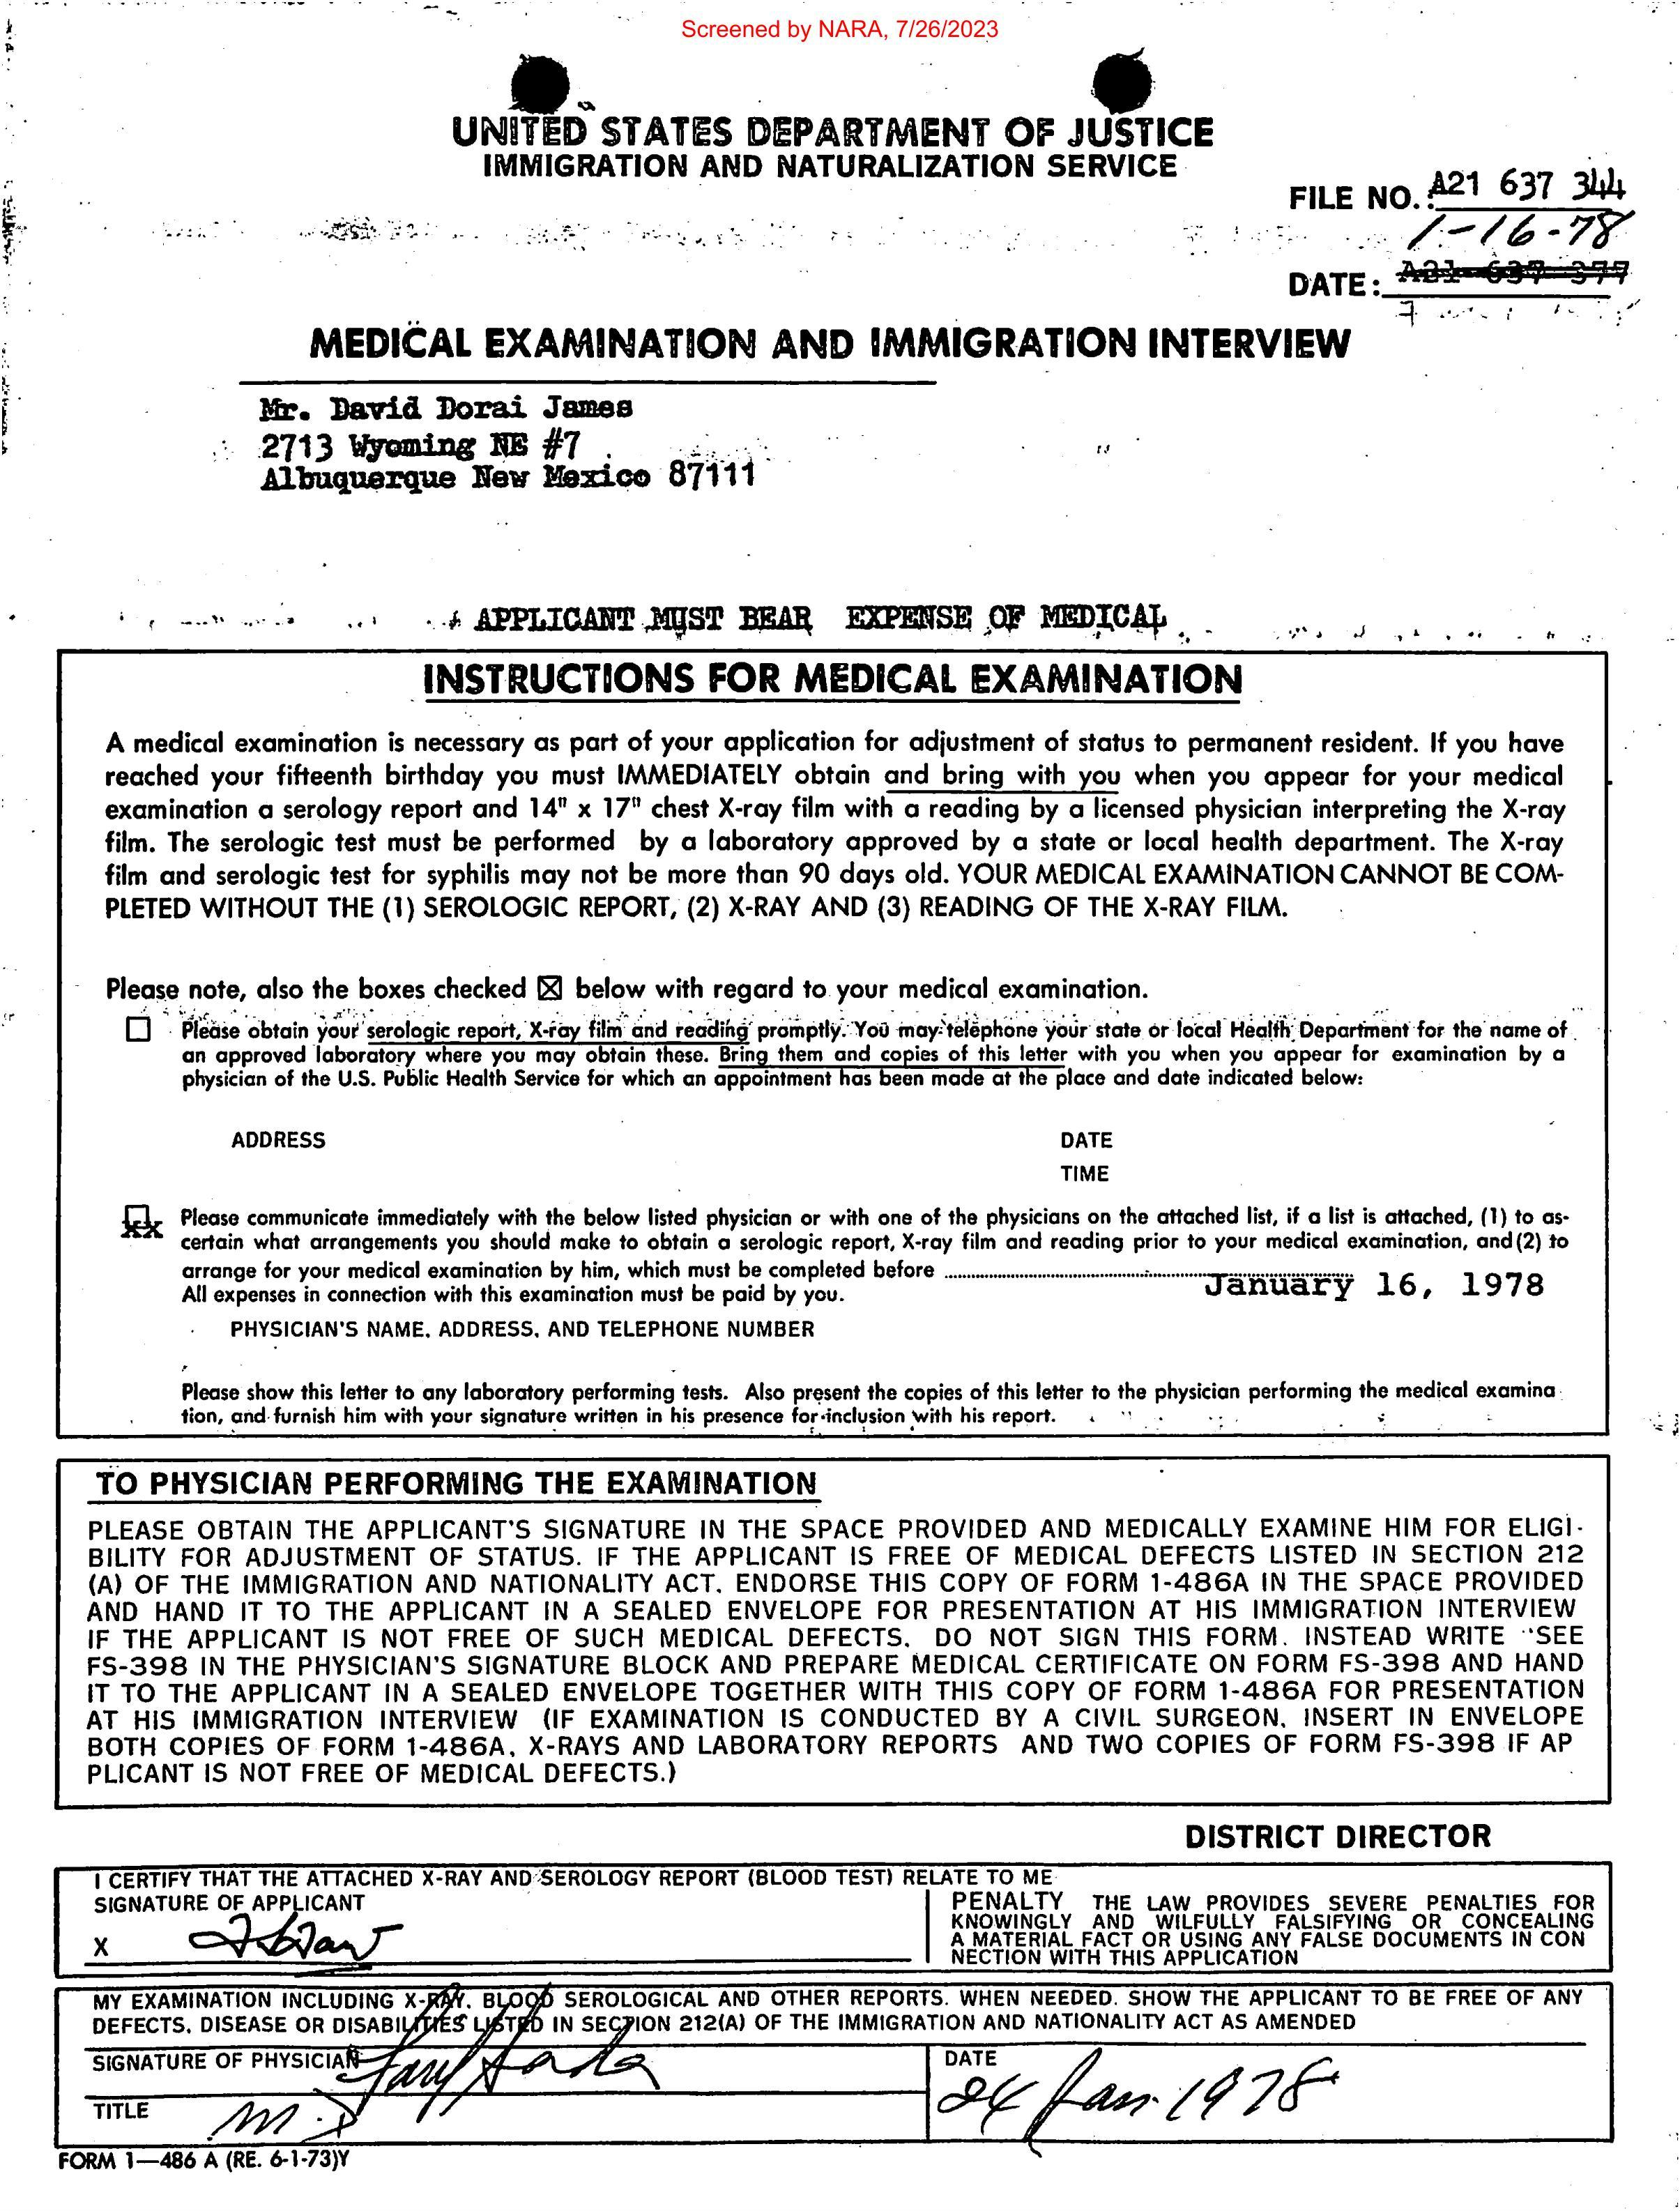 Screened by NARA, 7/26/2023
UNITED STATES DEPARTMENT OF JUSTICE
IMMIGRATION AND NATURALIZATION SERVICE
FILE NO.: A21 637 344
1-16-78
DATE: A21 637 377
MEDICAL EXAMINATION AND IMMIGRATION INTERVIEW
Mr. David Dorai James
2713 Wyoming NE #7
Albuquerque New Mexico 87111
APPLICANT MUST BEAR EXPENSE OF MEDICAL
INSTRUCTIONS FOR MEDICAL EXAMINATION
A medical examination is necessary as part of your application for adjustment of status to permanent resident. If you have
reached your fifteenth birthday you must IMMEDIATELY obtain and bring with you when you appear for your medical
examination a serology report and 14" x 17" chest X-ray film with a reading by a licensed physician interpreting the X-ray
film. The serologic test must be performed by a laboratory approved by a state or local health department. The X-ray
film and serologic test for syphilis may not be more than 90 days old. YOUR MEDICAL EXAMINATION CANNOT BE COM-
PLETED WITHOUT THE (1) SEROLOGIC REPORT, (2) X-RAY AND (3) READING OF THE X-RAY FILM.
Please note, also the boxes checked ☒ below with regard to your medical examination.
☐ Please obtain your serologic report, X-ray film and reading promptly. You may telephone your state or local Health Department for the name of
an approved laboratory where you may obtain these. Bring them and copies of this letter with you when you appear for examination by a
physician of the U.S. Public Health Service for which an appointment has been made at the place and date indicated below:
ADDRESS DATE
TIME
xx Please communicate immediately with the below listed physician or with one of the physicians on the attached list, if a list is attached, (1) to as-
certain what arrangements you should make to obtain a serologic report, X-ray film and reading prior to your medical examination, and (2) to
arrange for your medical examination by him, which must be completed before January 16, 1978
All expenses in connection with this examination must be paid by you.
PHYSICIAN'S NAME, ADDRESS, AND TELEPHONE NUMBER
Please show this letter to any laboratory performing tests. Also present the copies of this letter to the physician performing the medical examina
tion, and furnish him with your signature written in his presence for inclusion with his report.
TO PHYSICIAN PERFORMING THE EXAMINATION
PLEASE OBTAIN THE APPLICANT'S SIGNATURE IN THE SPACE PROVIDED AND MEDICALLY EXAMINE HIM FOR ELIGI-
BILITY FOR ADJUSTMENT OF STATUS. IF THE APPLICANT IS FREE OF MEDICAL DEFECTS LISTED IN SECTION 212
(A) OF THE IMMIGRATION AND NATIONALITY ACT, ENDORSE THIS COPY OF FORM 1-486A IN THE SPACE PROVIDED
AND HAND IT TO THE APPLICANT IN A SEALED ENVELOPE FOR PRESENTATION AT HIS IMMIGRATION INTERVIEW
IF THE APPLICANT IS NOT FREE OF SUCH MEDICAL DEFECTS, DO NOT SIGN THIS FORM. INSTEAD WRITE "SEE
FS-398 IN THE PHYSICIAN'S SIGNATURE BLOCK AND PREPARE MEDICAL CERTIFICATE ON FORM FS-398 AND HAND
IT TO THE APPLICANT IN A SEALED ENVELOPE TOGETHER WITH THIS COPY OF FORM 1-486A FOR PRESENTATION
AT HIS IMMIGRATION INTERVIEW (IF EXAMINATION IS CONDUCTED BY A CIVIL SURGEON, INSERT IN ENVELOPE
BOTH COPIES OF FORM 1-486A, X-RAYS AND LABORATORY REPORTS AND TWO COPIES OF FORM FS-398 IF AP
PLICANT IS NOT FREE OF MEDICAL DEFECTS.)
DISTRICT DIRECTOR
I CERTIFY THAT THE ATTACHED X-RAY AND SEROLOGY REPORT (BLOOD TEST) RELATE TO ME
SIGNATURE OF APPLICANT
X
PENALTY THE LAW PROVIDES SEVERE PENALTIES FOR
KNOWINGLY AND WILFULLY FALSIFYING OR CONCEALING
A MATERIAL FACT OR USING ANY FALSE DOCUMENTS IN CON
NECTION WITH THIS APPLICATION
MY EXAMINATION INCLUDING X-RAY, BLOOD SEROLOGICAL AND OTHER REPORTS, WHEN NEEDED, SHOW THE APPLICANT TO BE FREE OF ANY
DEFECTS, DISEASE OR DISABILITIES LISTED IN SECTION 212(A) OF THE IMMIGRATION AND NATIONALITY ACT AS AMENDED
SIGNATURE OF PHYSICIAN
DATE
24 Jan 1978
TITLE M.D
FORM 1—486 A (RE. 6-1-73)Y